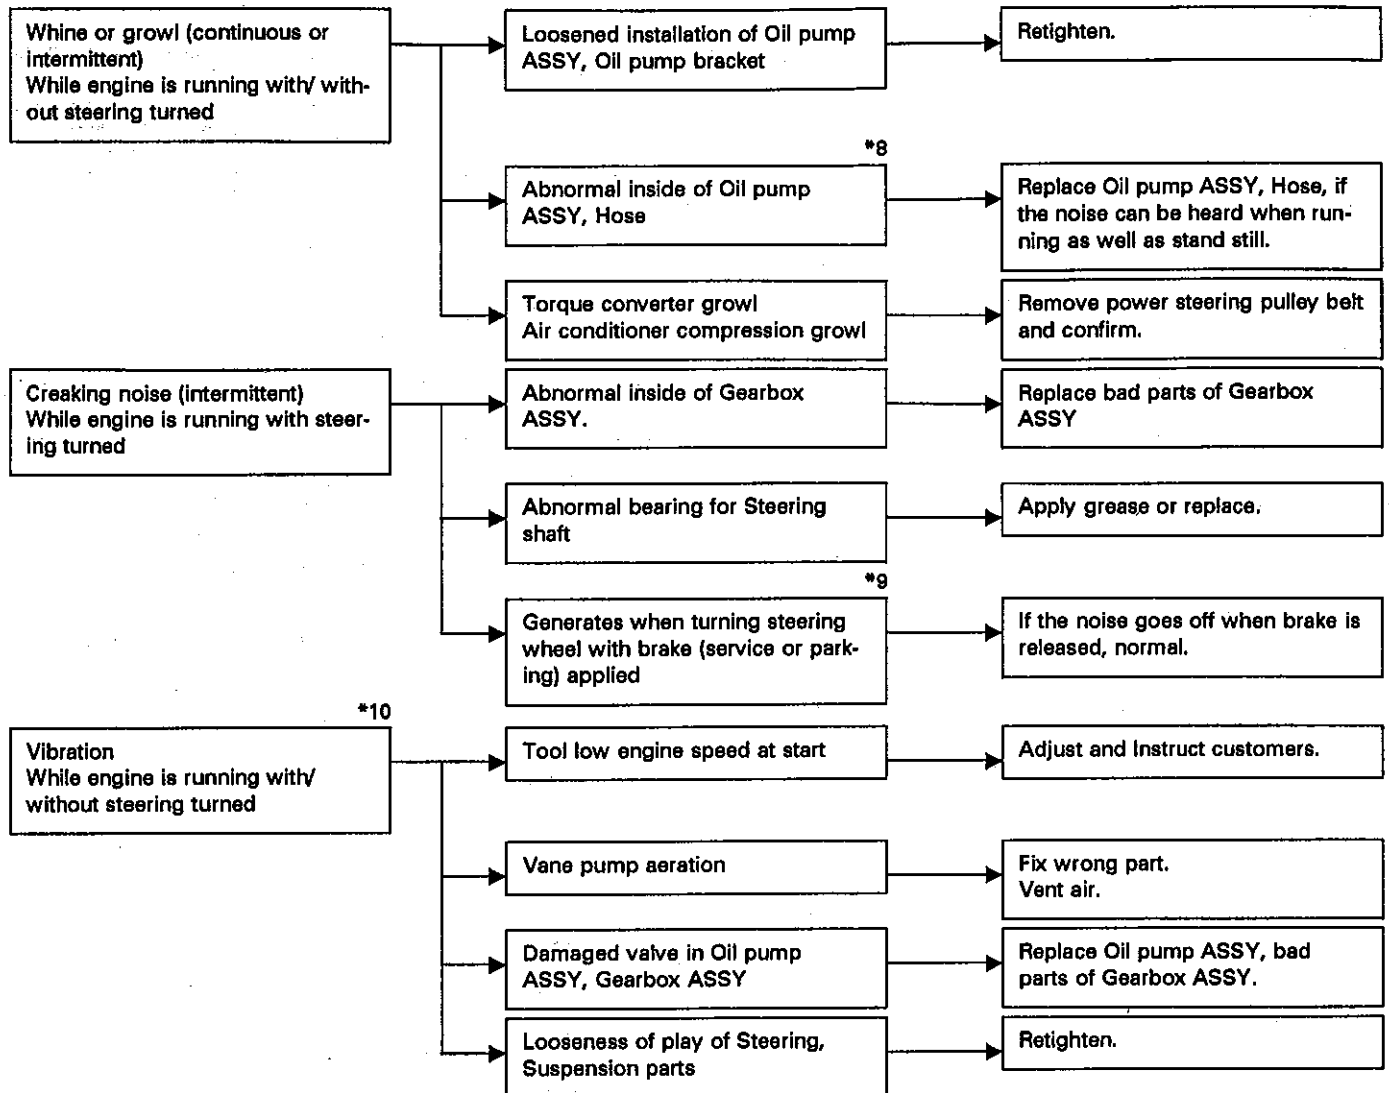 Whine or growl (continuous or
intermittent)
While engine is running with/ with-
out steering turned
Loosened installation of Oil pump
ASSY, Oil pump bracket
Retighten.
*8
Abnormal inside of Oil pump
ASSY, Hose
Replace Oil pump ASSY, Hose, if
the noise can be heard when run-
ning as well as stand still.
Torque converter growl
Air conditioner compression growl
Remove power steering pulley belt
and confirm.
Creaking noise (intermittent)
While engine is running with steer-
ing turned
Abnormal inside of Gearbox
ASSY.
Replace bad parts of Gearbox
ASSY
Abnormal bearing for Steering
shaft
Apply grease or replace.
*9
Generates when turning steering
wheel with brake (service or park-
ing) applied
If the noise goes off when brake is
released, normal.
*10
Vibration
While engine is running with/
without steering turned
Tool low engine speed at start
Adjust and Instruct customers.
Vane pump aeration
Fix wrong part.
Vent air.
Damaged valve in Oil pump
ASSY, Gearbox ASSY
Replace Oil pump ASSY, bad
parts of Gearbox ASSY.
Looseness of play of Steering,
Suspension parts
Retighten.